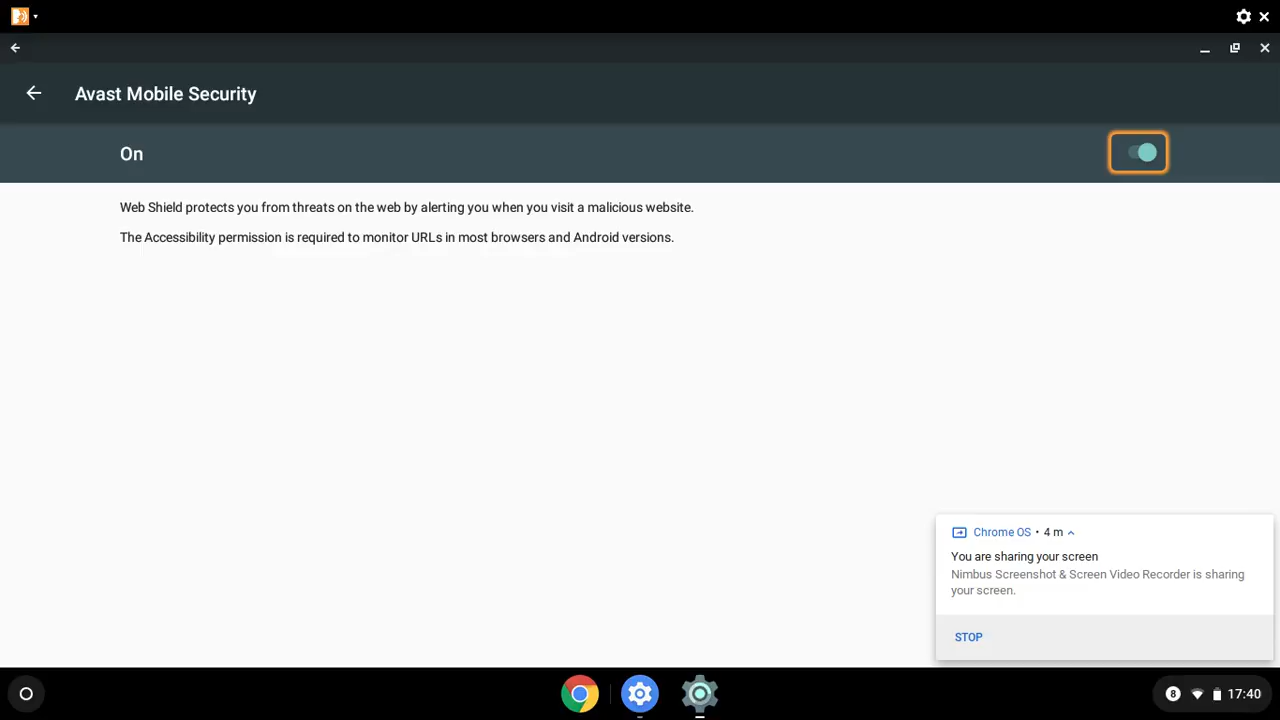 Avast Mobile Security
On
Web Shield protects you from threats on the web by alerting you when you visit a malicious website.
The Accessibility permission is required to monitor URLs in most browsers and Android versions.
Chrome OS • 4 m
You are sharing your screen
Nimbus Screenshot & Screen Video Recorder is sharing
your screen.
STOP
8 17:40